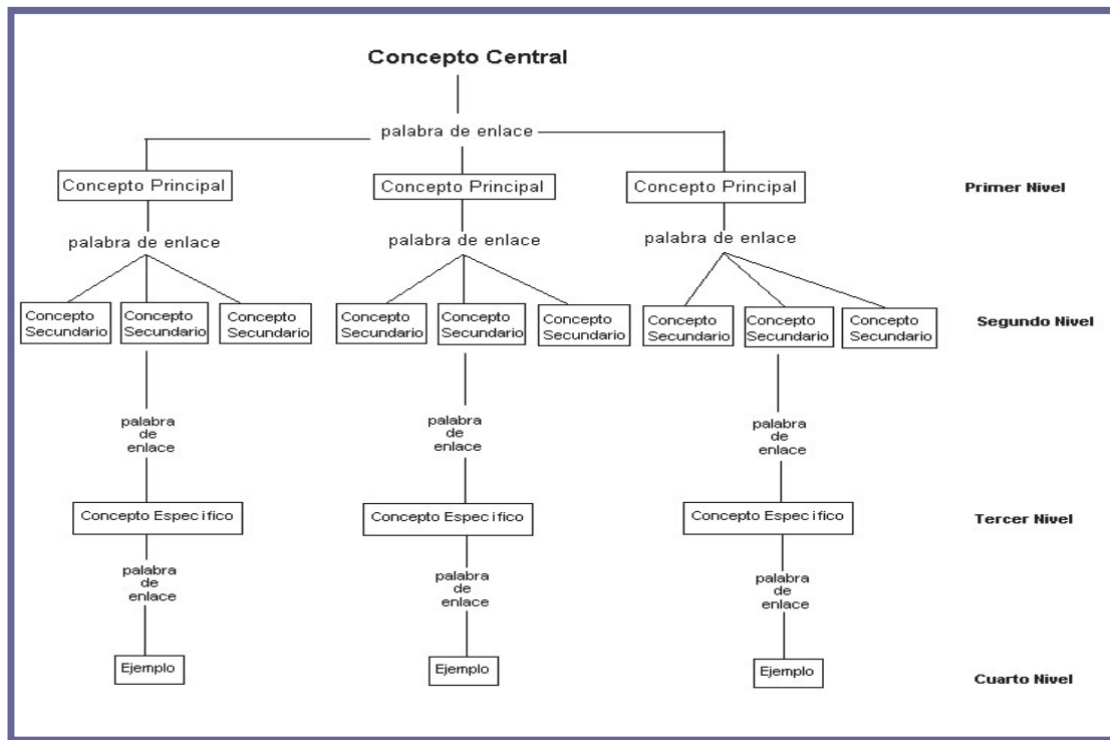 Concepto Central
palabra de enlace
Concepto Principal
Concepto Principal
Concepto Principal
Primer Nivel
palabra de enlace
palabra de enlace
palabra de enlace
Concepto
Secundario
Concepto
Secundario
Concepto
Secundario
Concepto
Secundario
Concepto
Secundario
Concepto
Secundario
Concepto
Secundario
Concepto
Secundario
Concepto
Secundario
Segundo Nivel
palabra
de
enlace
palabra
de
enlace
palabra
de
enlace
Concepto Especifico
Concepto Especifico
Concepto Especifico
Tercer Nivel
palabra
de
enlace
palabra
de
enlace
palabra
de
enlace
Ejemplo
Ejemplo
Ejemplo
Cuarto Nivel